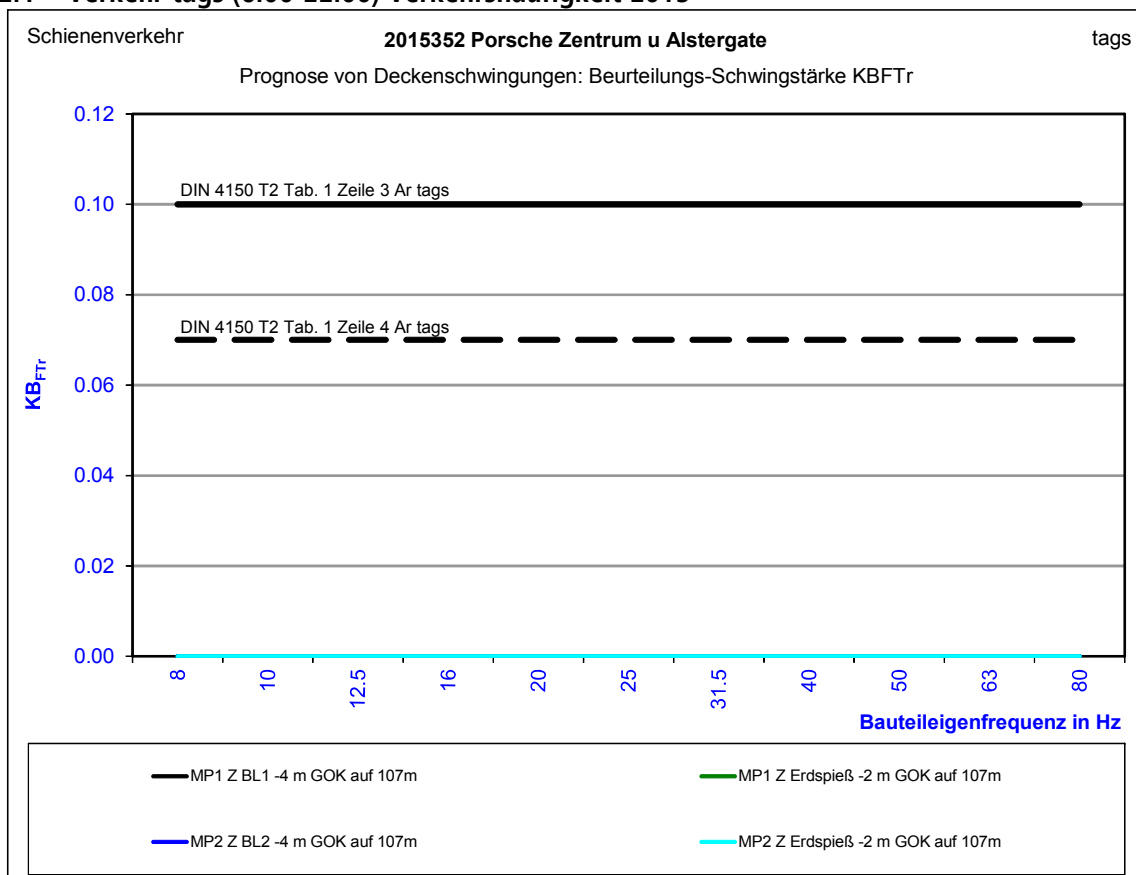 Schienenverkehr
2015352 Porsche Zentrum u Alstergate
tags
Prognose von Deckenschwingungen: Beurteilungs-Schwingstärke KBFTr
0.12
DIN 4150 T2 Tab. 1 Zeile 3 Ar tags
0.10
0.08
DIN 4150 T2 Tab. 1 Zeile 4 Ar tags
0.06
KBFTr
0.04
0.02
0.00
8 10 12.5 16 20 25 31.5 40 50 63 80
Bauteileigenfrequenz in Hz
MP1 Z BL1 -4 m GOK auf 107m
MP1 Z Erdspieß -2 m GOK auf 107m
MP2 Z BL2 -4 m GOK auf 107m
MP2 Z Erdspieß -2 m GOK auf 107m